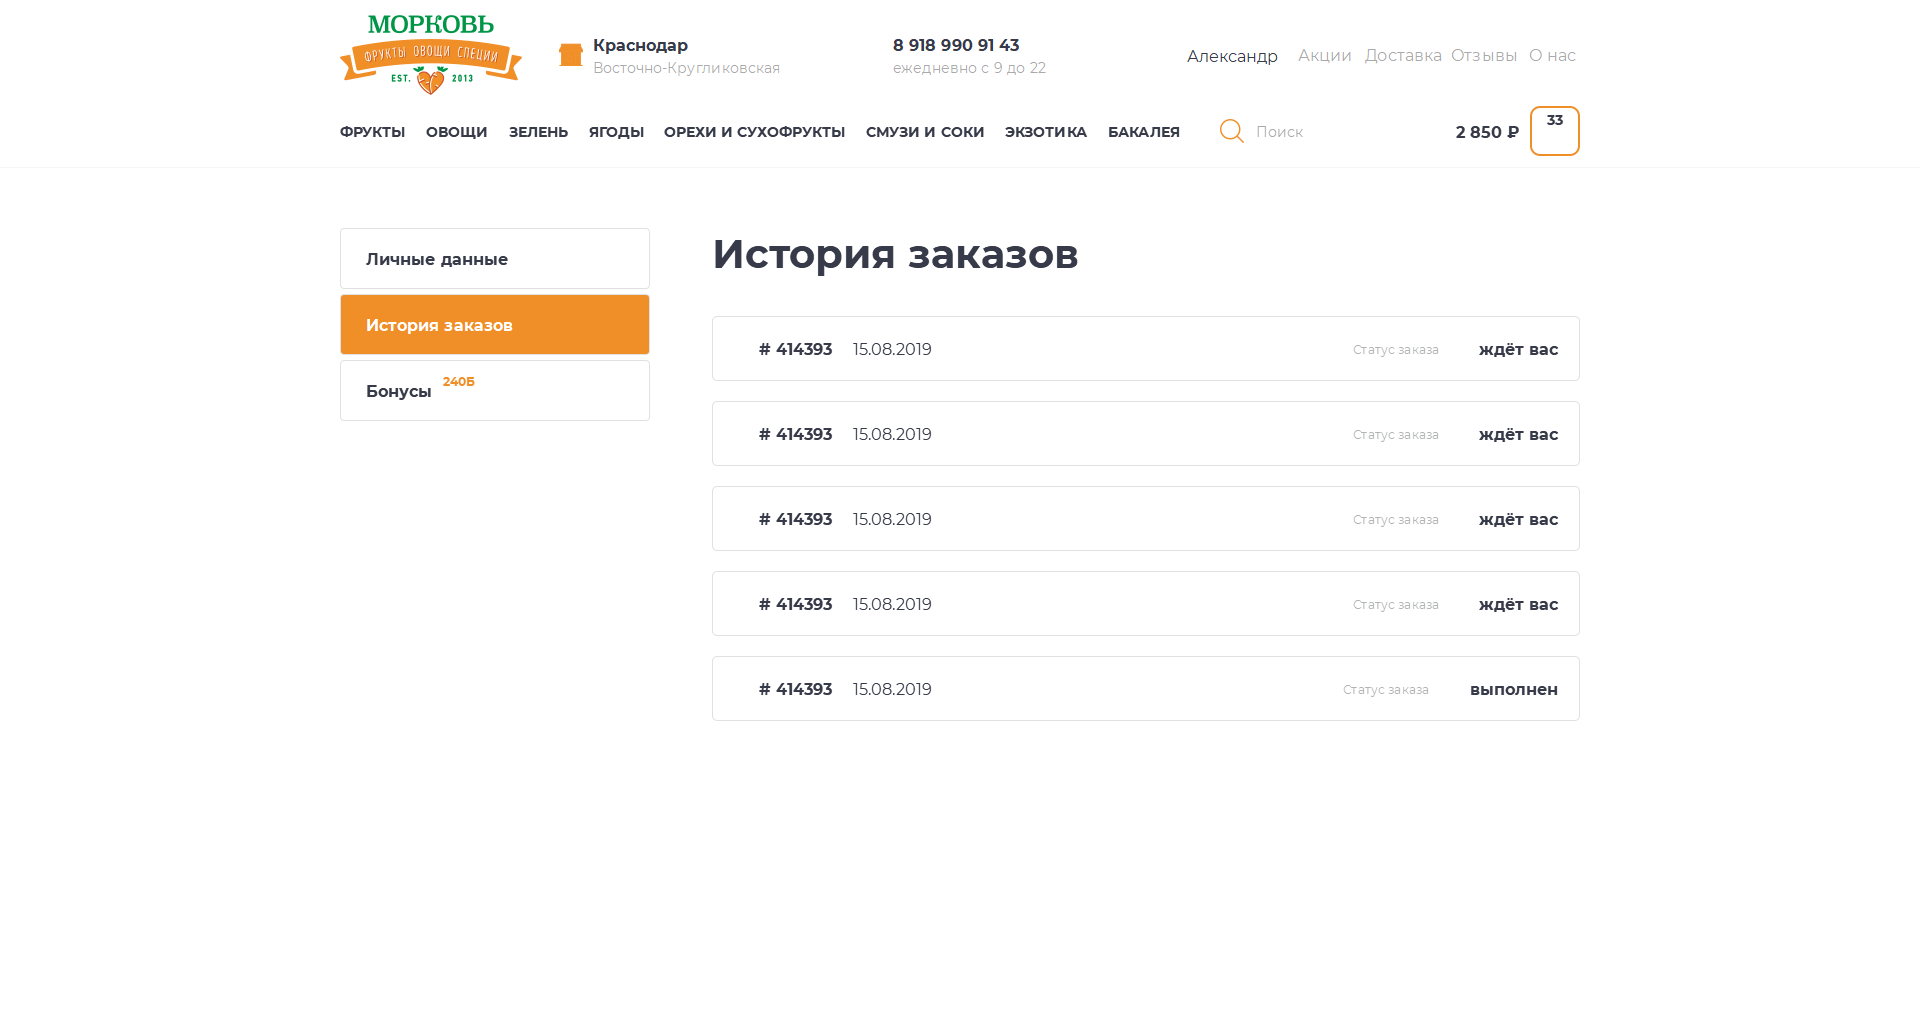 МОРКОВЬ
ФРУКТЫ ОВОЩИ СПЕЦИИ
EST. 2013
Краснодар
Восточно-Кругликовская
8 918 990 91 43
ежедневно с 9 до 22
Александр Акции Доставка Отзывы О нас
ФРУКТЫ ОВОЩИ ЗЕЛЕНЬ ЯГОДЫ ОРЕХИ И СУХОФРУКТЫ СМУЗИ И СОКИ ЭКЗОТИКА БАКАЛЕЯ Поиск 2 850 ₽ 33
Личные данные
История заказов
Бонусы 240Б
История заказов
# 414393 15.08.2019 Статус заказа ждёт вас
# 414393 15.08.2019 Статус заказа ждёт вас
# 414393 15.08.2019 Статус заказа ждёт вас
# 414393 15.08.2019 Статус заказа ждёт вас
# 414393 15.08.2019 Статус заказа выполнен